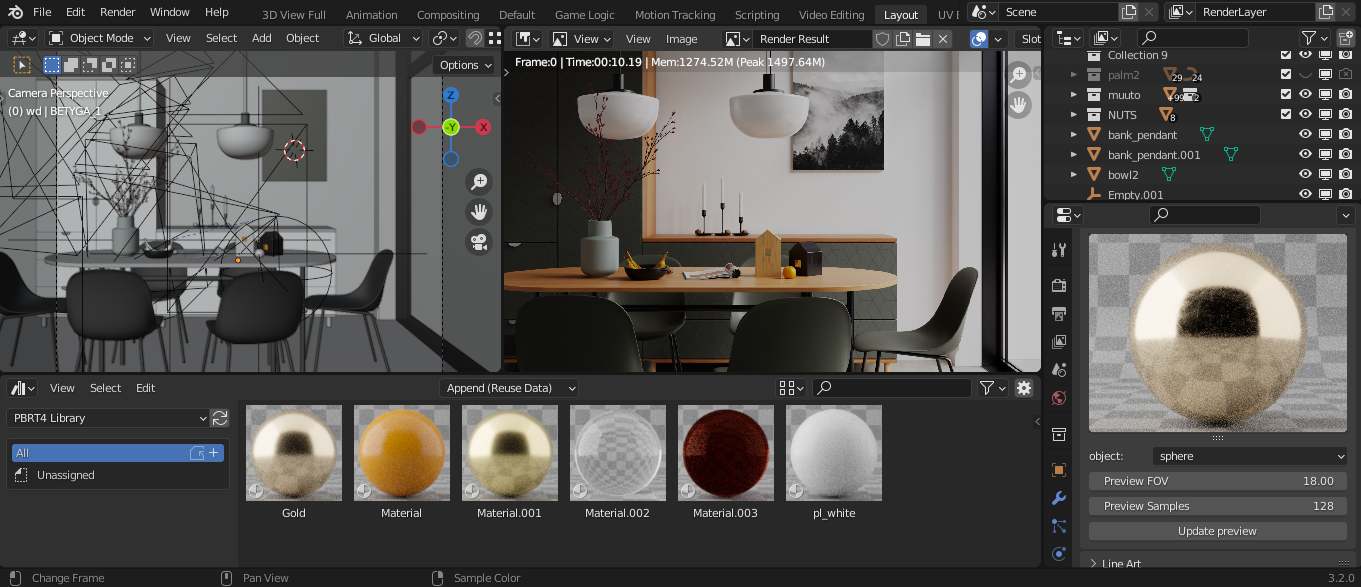 File Edit Render Window Help 3D View Full Animation Compositing Default Game Logic Motion Tracking Scripting Video Editing Layout UV Scene RenderLayer
Object Mode View Select Add Object Global View View Image Render Result Slot
Options
Frame:0 | Time:00:10.19 | Mem:1274.52M (Peak 1497.64M)
Camera Perspective
(0) wd | BETYGA_1
Z
Y
X
Collection 9
palm2 29 24
muuto +99 2
NUTS 8
bank_pendant
bank_pendant.001
bowl2
Empty.001
View Select Edit Append (Reuse Data)
PBRT4 Library
All
Unassigned
Gold Material Material.001 Material.002 Material.003 pl_white
object: sphere
Preview FOV 18.00
Preview Samples 128
Update preview
Line Art
Change Frame Pan View Sample Color 3.2.0